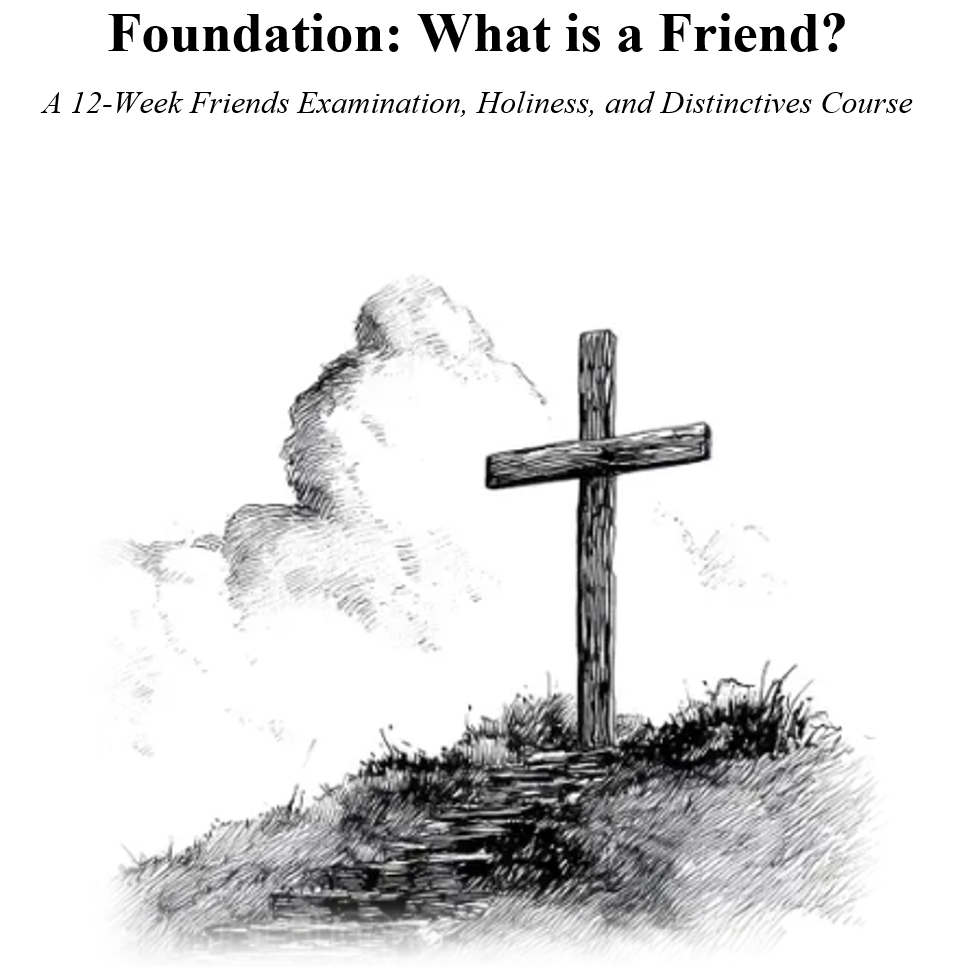 Foundation: What is a Friend?
A 12-Week Friends Examination, Holiness, and Distinctives Course